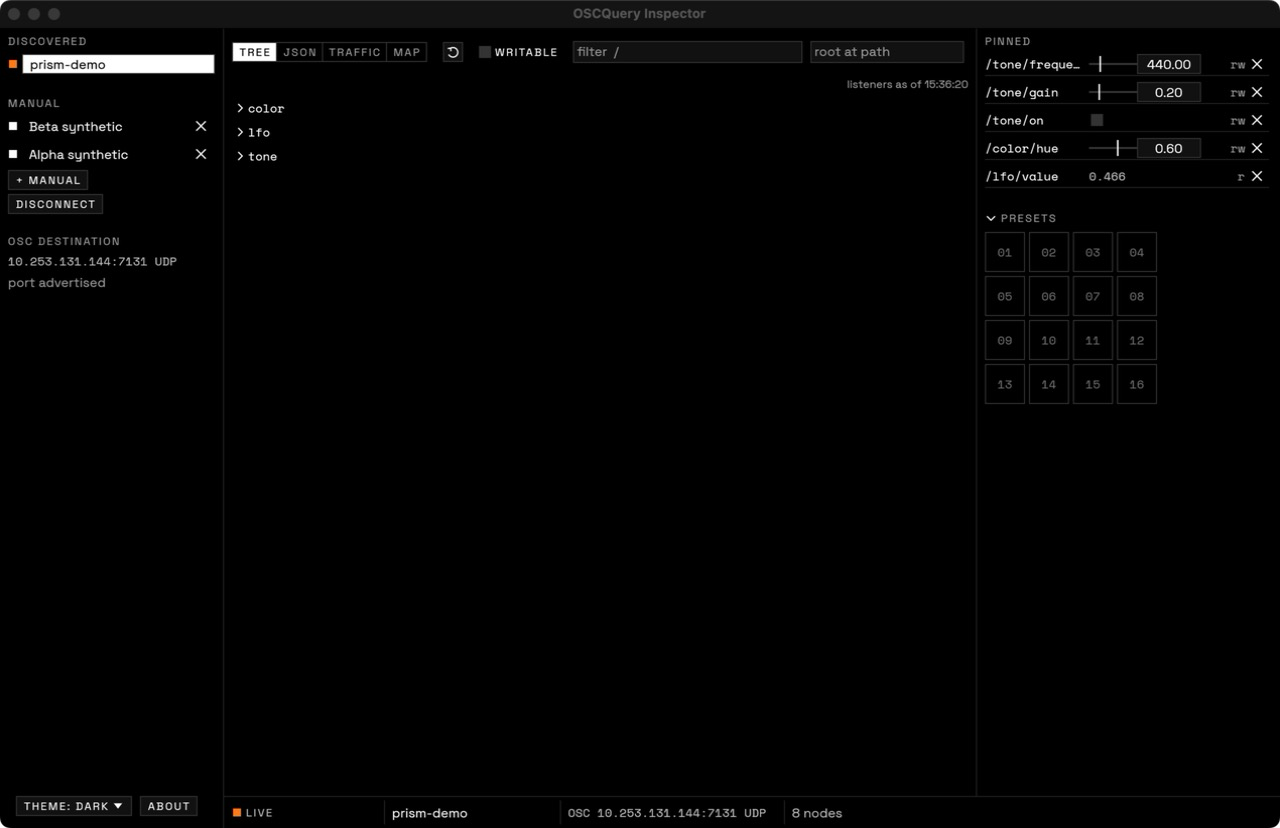 OSCQuery Inspector
DISCOVERED
prism-demo
MANUAL
Beta synthetic
Alpha synthetic
+ MANUAL
DISCONNECT
OSC DESTINATION
10.253.131.144:7131 UDP
port advertised
THEME: DARK
ABOUT
TREE JSON TRAFFIC MAP WRITABLE filter / root at path
listeners as of 15:36:20
color
lfo
tone
PINNED
/tone/freque… 440.00 rw
/tone/gain 0.20 rw
/tone/on rw
/color/hue 0.60 rw
/lfo/value 0.466 r
PRESETS
01 02 03 04
05 06 07 08
09 10 11 12
13 14 15 16
LIVE prism-demo OSC 10.253.131.144:7131 UDP 8 nodes